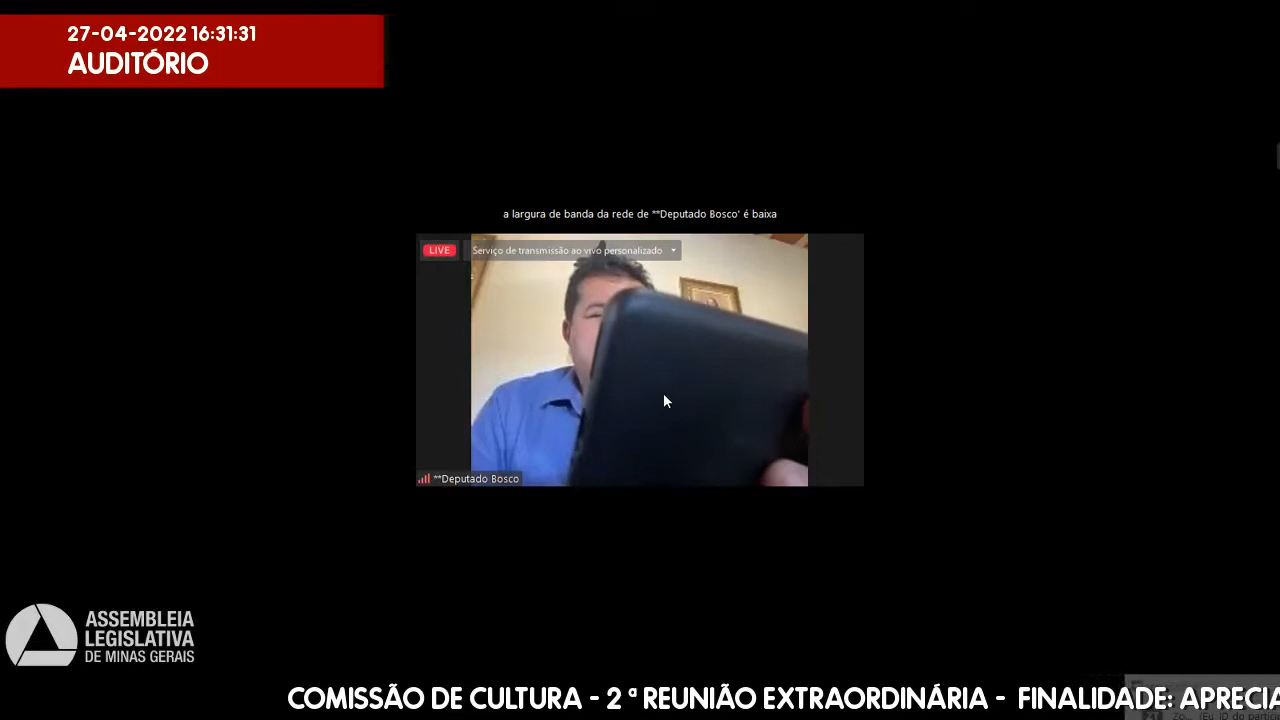 27-04-2022 16:31:31
AUDITÓRIO
a largura de banda da rede de **Deputado Bosco' é baixa
LIVE
Serviço de transmissão ao vivo personalizado
**Deputado Bosco
ASSEMBLEIA
LEGISLATIVA
DE MINAS GERAIS
COMISSÃO DE CULTURA - 2 ª REUNIÃO EXTRAORDINÁRIA - FINALIDADE: APRECIA